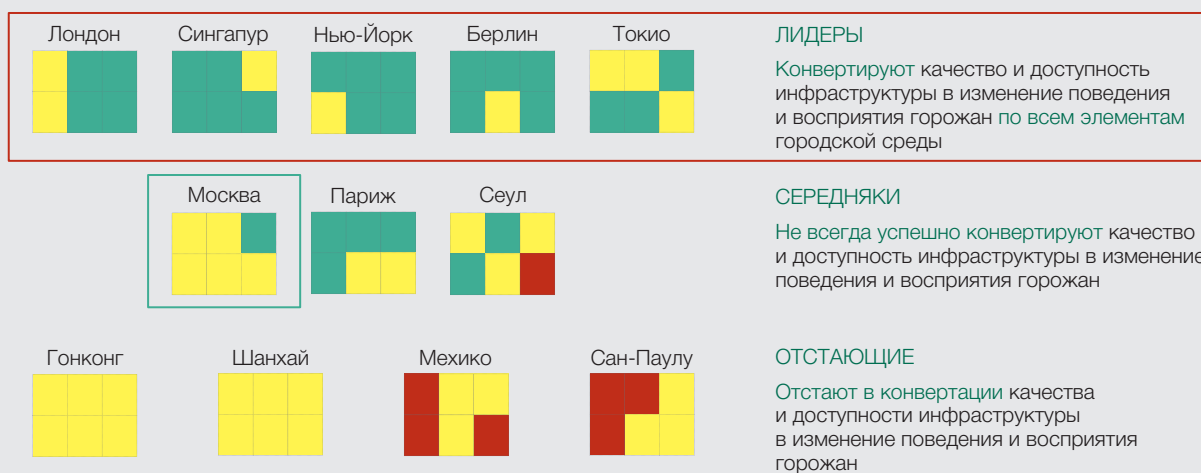 Лондон Сингапур Нью-Йорк Берлин Токио
ЛИДЕРЫ
Конвертируют качество и доступность
инфраструктуры в изменение поведения
и восприятия горожан по всем элементам
городской среды
Москва Париж Сеул
СЕРЕДНЯКИ
Не всегда успешно конвертируют качество
и доступность инфраструктуры в изменение
поведения и восприятия горожан
Гонконг Шанхай Мехико Сан-Паулу
ОТСТАЮЩИЕ
Отстают в конвертации качества
и доступности инфраструктуры
в изменение поведения и восприятия
горожан